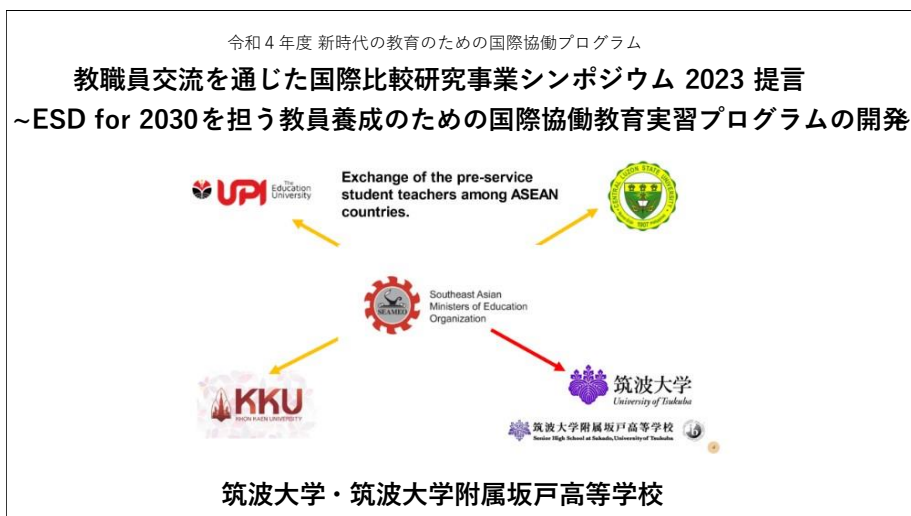 令和４年度 新時代の教育のための国際協働プログラム
教職員交流を通じた国際比較研究事業シンポジウム 2023 提言
~ESD for 2030を担う教員養成のための国際協働教育実習プログラムの開発
UPI The Education University
Exchange of the pre-service
student teachers among ASEAN
countries.
CENTRAL LUZON STATE UNIVERSITY
1907
SEAMEO
Southeast Asian
Ministers of Education
Organization
KKU
KHON KAEN UNIVERSITY
筑波大学
University of Tsukuba
筑波大学附属坂戸高等学校
Senior High School at Sakado, University of Tsukuba
筑波大学・筑波大学附属坂戸高等学校